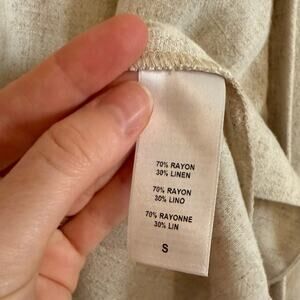 70% RAYON
30% LINEN
70% RAYON
30% LINO
70% RAYONNE
30% LIN
S